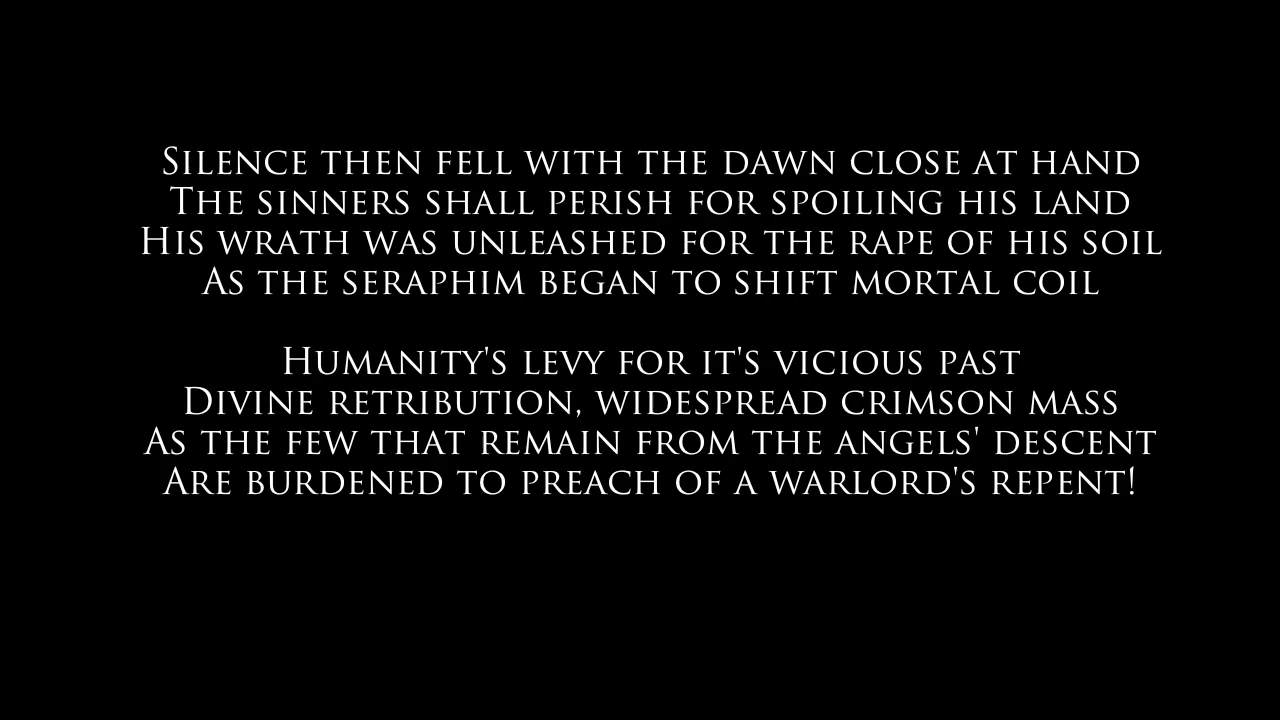 Silence then fell with the dawn close at hand
The sinners shall perish for spoiling his land
His wrath was unleashed for the rape of his soil
As the seraphim began to shift mortal coil
Humanity's levy for it's vicious past
Divine retribution, widespread crimson mass
As the few that remain from the angels' descent
Are burdened to preach of a warlord's repent!